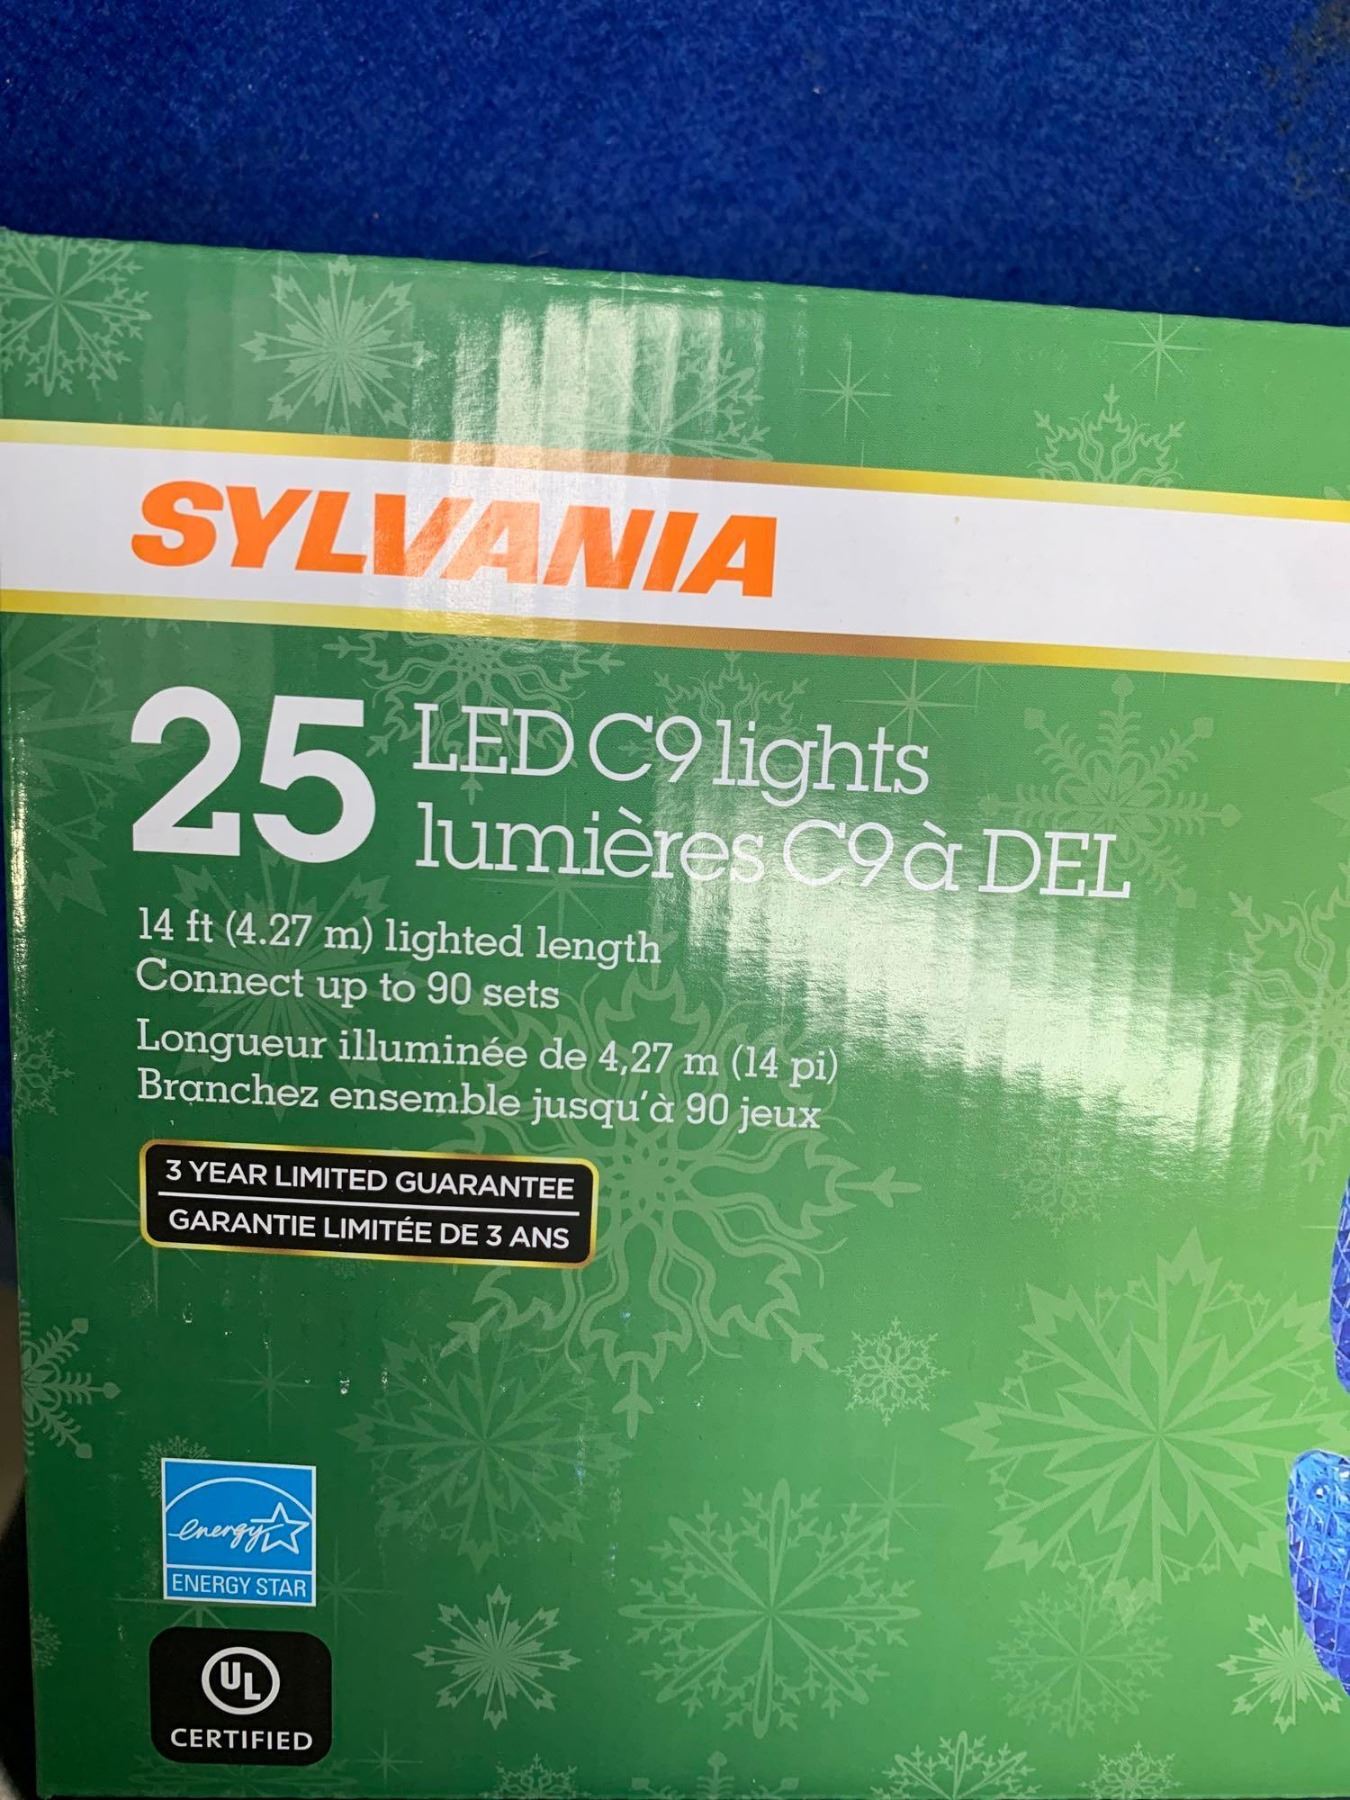 SYLVANIA
25 LED C9 lights
lumières C9 à DEL
14 ft (4.27 m) lighted length
Connect up to 90 sets
Longueur illuminée de 4,27 m (14 pi)
Branchez ensemble jusqu'à 90 jeux
3 YEAR LIMITED GUARANTEE
GARANTIE LIMITÉE DE 3 ANS
energy
ENERGY STAR
UL
CERTIFIED